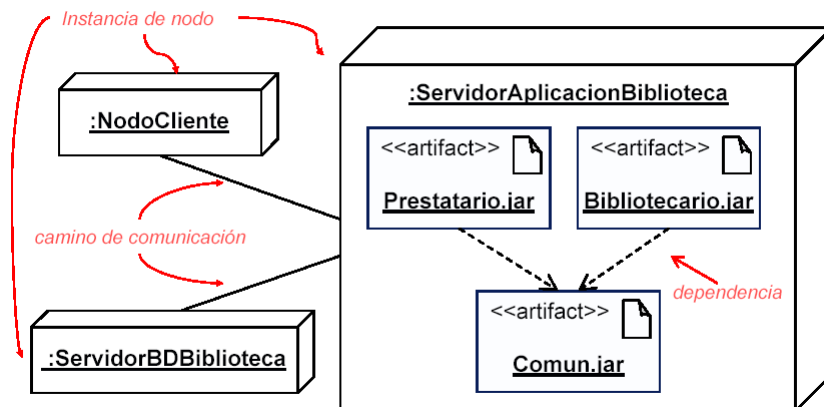 Instancia de nodo
:NodoCliente
camino de comunicación
:ServidorBDBiblioteca
:ServidorAplicacionBiblioteca
<<artifact>>
Prestatario.jar
<<artifact>>
Bibliotecario.jar
dependencia
<<artifact>>
Comun.jar